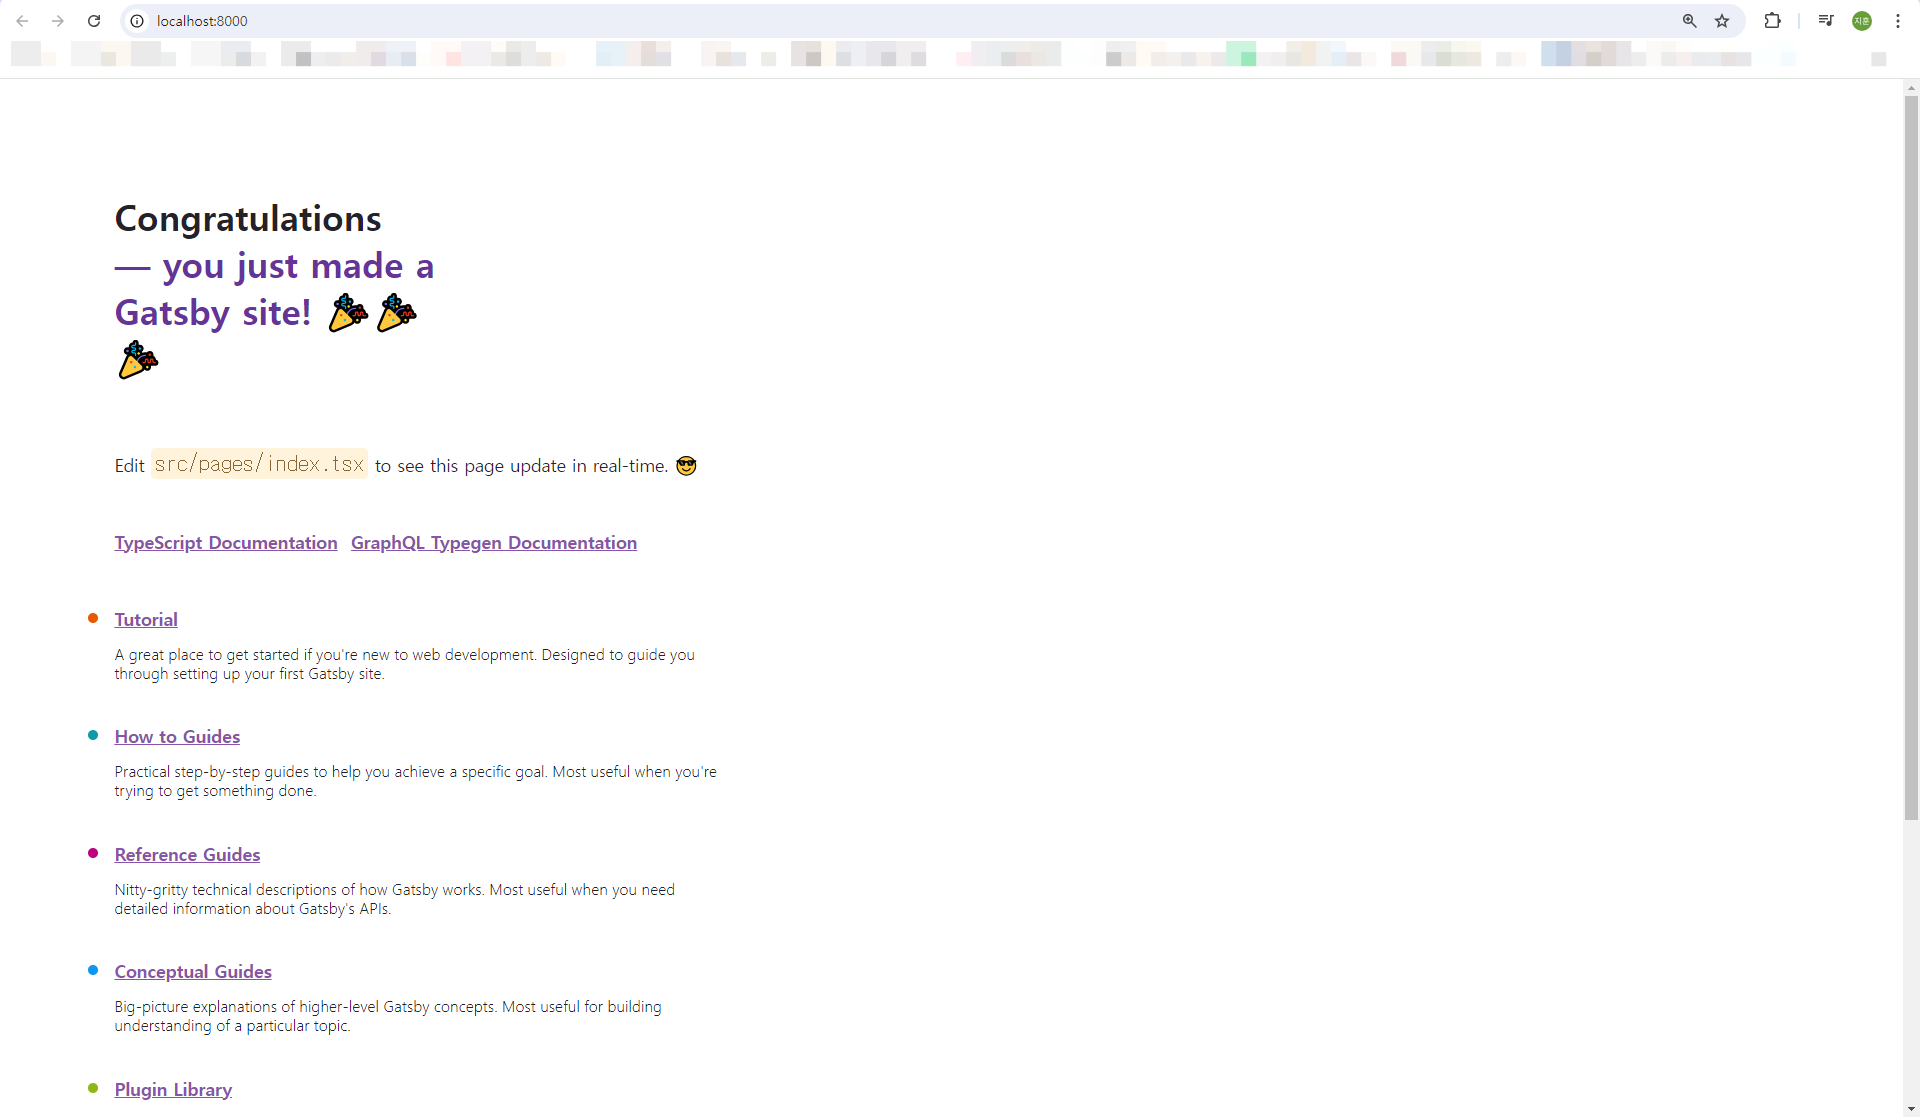 localhost:8000
지훈
Congratulations
— you just made a
Gatsby site! 🎉🎉
🎉
Edit src/pages/index.tsx to see this page update in real-time. 😎
TypeScript Documentation GraphQL Typegen Documentation
Tutorial
A great place to get started if you're new to web development. Designed to guide you
through setting up your first Gatsby site.
How to Guides
Practical step-by-step guides to help you achieve a specific goal. Most useful when you're
trying to get something done.
Reference Guides
Nitty-gritty technical descriptions of how Gatsby works. Most useful when you need
detailed information about Gatsby's APIs.
Conceptual Guides
Big-picture explanations of higher-level Gatsby concepts. Most useful for building
understanding of a particular topic.
Plugin Library